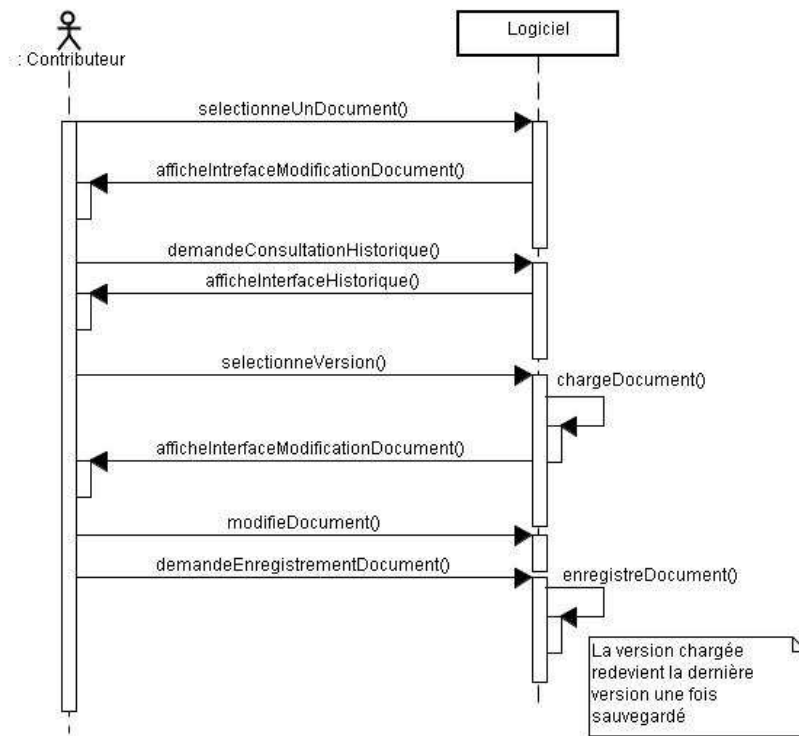 Logiciel
: Contributeur
selectionneUnDocument()
afficheIntrefaceModificationDocument()
demandeConsultationHistorique()
afficheInterfaceHistorique()
selectionneVersion()
chargeDocument()
afficheInterfaceModificationDocument()
modifieDocument()
demandeEnregistrementDocument()
enregistreDocument()
La version chargée
redevient la dernière
version une fois
sauvegardé